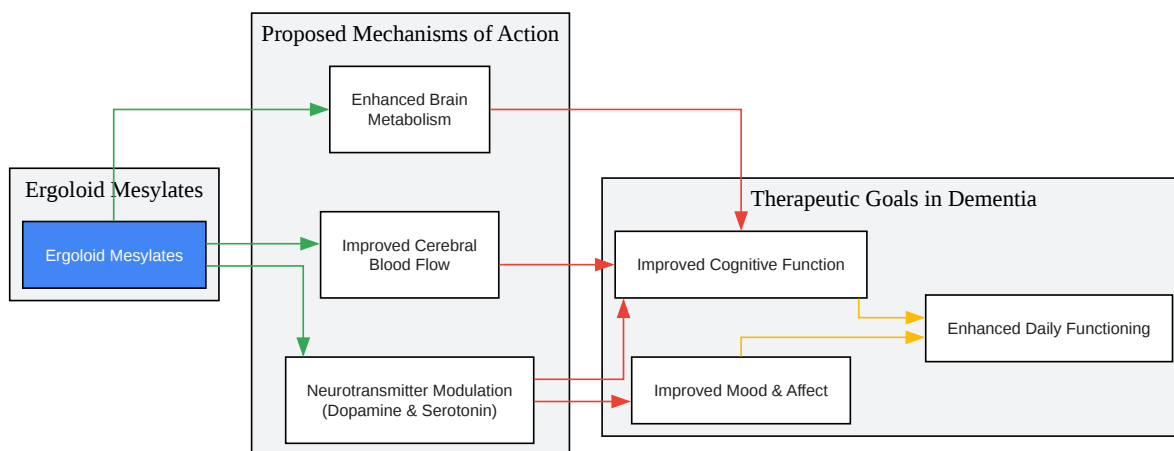 Proposed Mechanisms of Action
Enhanced Brain
Metabolism
Ergoloid Mesylates
Ergoloid Mesylates
Improved Cerebral
Blood Flow
Neurotransmitter Modulation
(Dopamine & Serotonin)
Therapeutic Goals in Dementia
Improved Cognitive Function
Enhanced Daily Functioning
Improved Mood & Affect